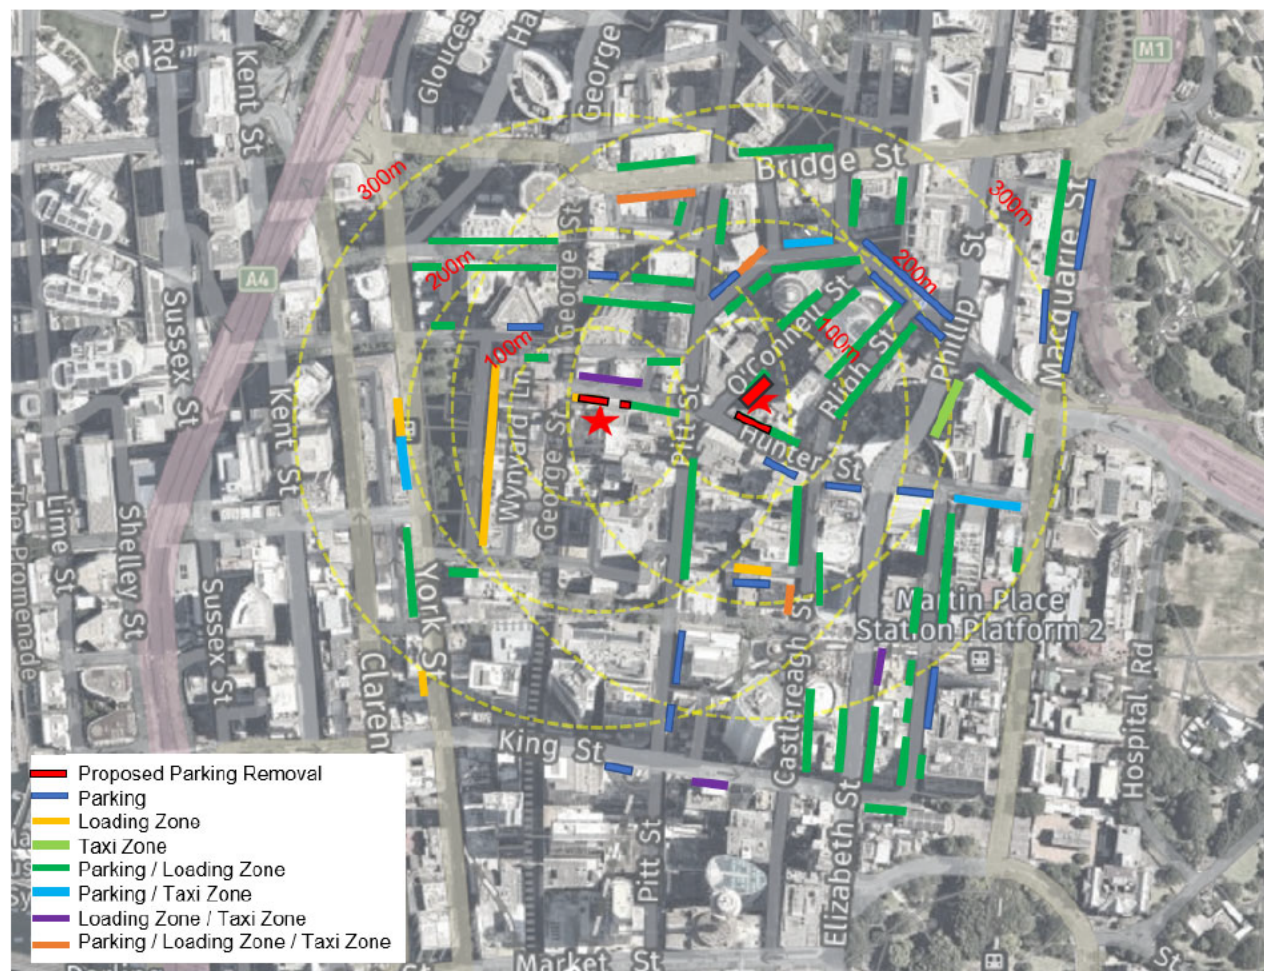 Rd
Kent St
Glouces
Ha
George
M1
300m
Bridge St
300m
St
Macquarie St
A4
200m
George St
200m
Sussex St
100m
O'Connell St
100m
Bligh St
Phillip
Kent St
Wynyard Ln
George St
Pitt St
Hunter St
The Promenade
Lime St
Shelley St
Sussex St
York S
Claren
Martin Place
Station Platform 2
Hospital Rd
Castlereagh St
King St
Elizabeth St
Pitt St
Market St
St
St
Proposed Parking Removal
Parking
Loading Zone
Taxi Zone
Parking / Loading Zone
Parking / Taxi Zone
Loading Zone / Taxi Zone
Parking / Loading Zone / Taxi Zone